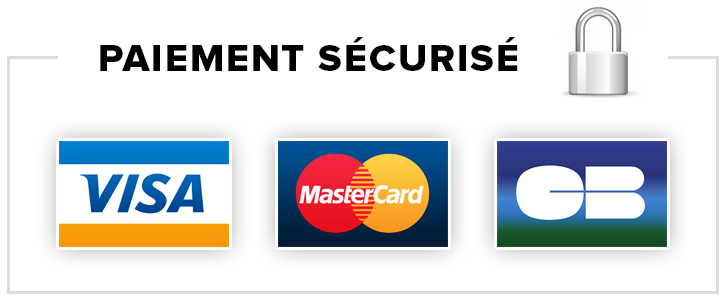 PAIEMENT SÉCURISÉ
VISA
MasterCard
CB